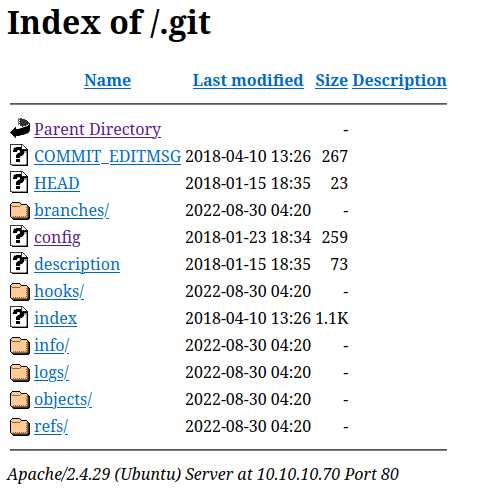 Index of /.git
Name Last modified Size Description
Parent Directory -
COMMIT_EDITMSG 2018-04-10 13:26 267
HEAD 2018-01-15 18:35 23
branches/ 2022-08-30 04:20 -
config 2018-01-23 18:34 259
description 2018-01-15 18:35 73
hooks/ 2022-08-30 04:20 -
index 2018-04-10 13:26 1.1K
info/ 2022-08-30 04:20 -
logs/ 2022-08-30 04:20 -
objects/ 2022-08-30 04:20 -
refs/ 2022-08-30 04:20 -
Apache/2.4.29 (Ubuntu) Server at 10.10.10.70 Port 80